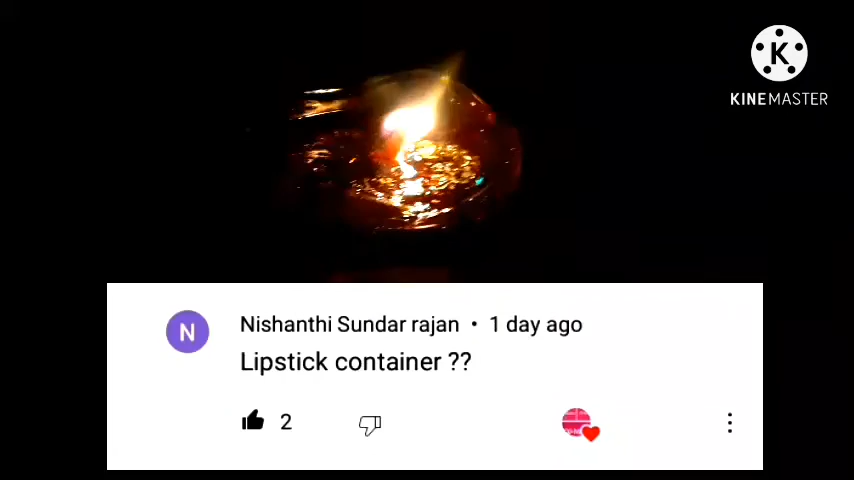 K
KINEMASTER
N
Nishanthi Sundar rajan • 1 day ago
Lipstick container ??
2